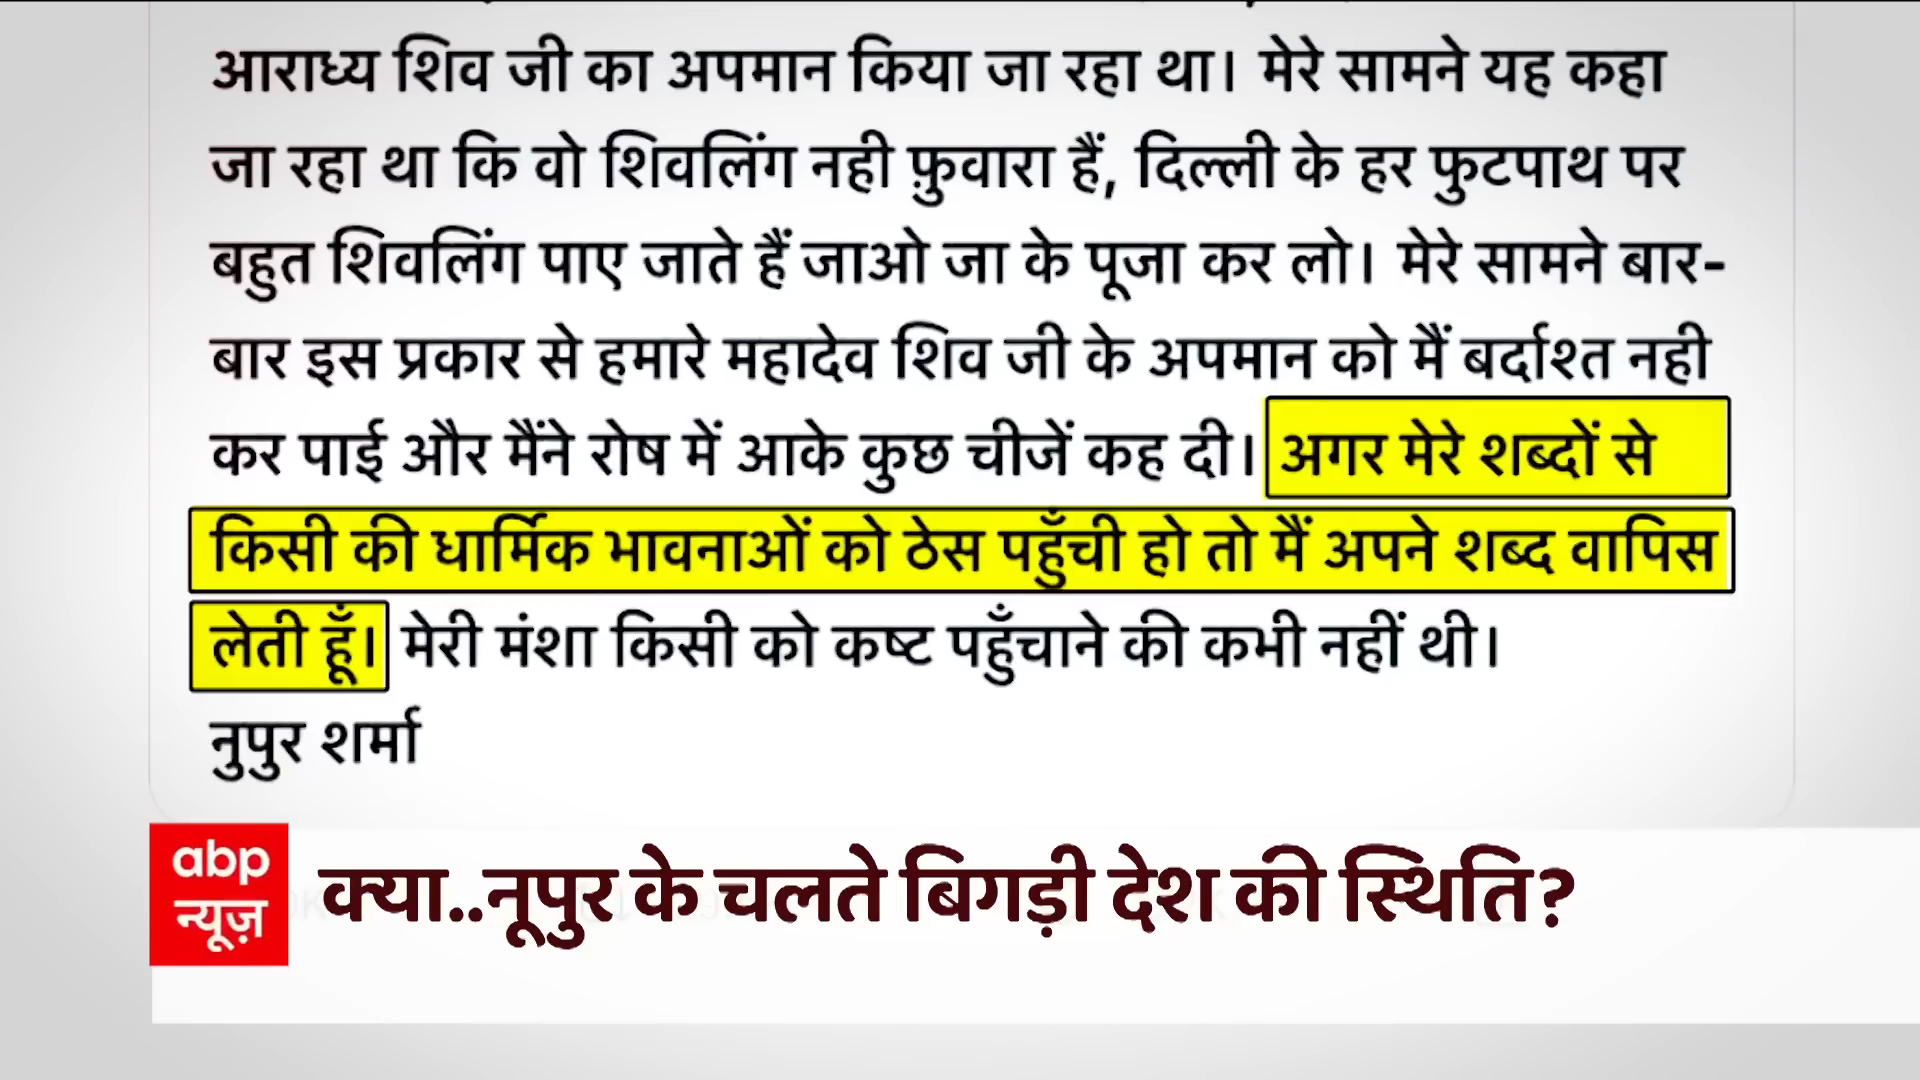 आराध्य शिव जी का अपमान किया जा रहा था। मेरे सामने यह कहा
जा रहा था कि वो शिवलिंग नही फ़ुवारा हैं, दिल्ली के हर फुटपाथ पर
बहुत शिवलिंग पाए जाते हैं जाओ जा के पूजा कर लो। मेरे सामने बार-
बार इस प्रकार से हमारे महादेव शिव जी के अपमान को मैं बर्दाश्त नही
कर पाई और मैंने रोष में आके कुछ चीजें कह दी। अगर मेरे शब्दों से
किसी की धार्मिक भावनाओं को ठेस पहुँची हो तो मैं अपने शब्द वापिस
लेती हूँ। मेरी मंशा किसी को कष्ट पहुँचाने की कभी नहीं थी।
नुपुर शर्मा
abp
न्यूज़
क्या..नूपुर के चलते बिगड़ी देश की स्थिति?